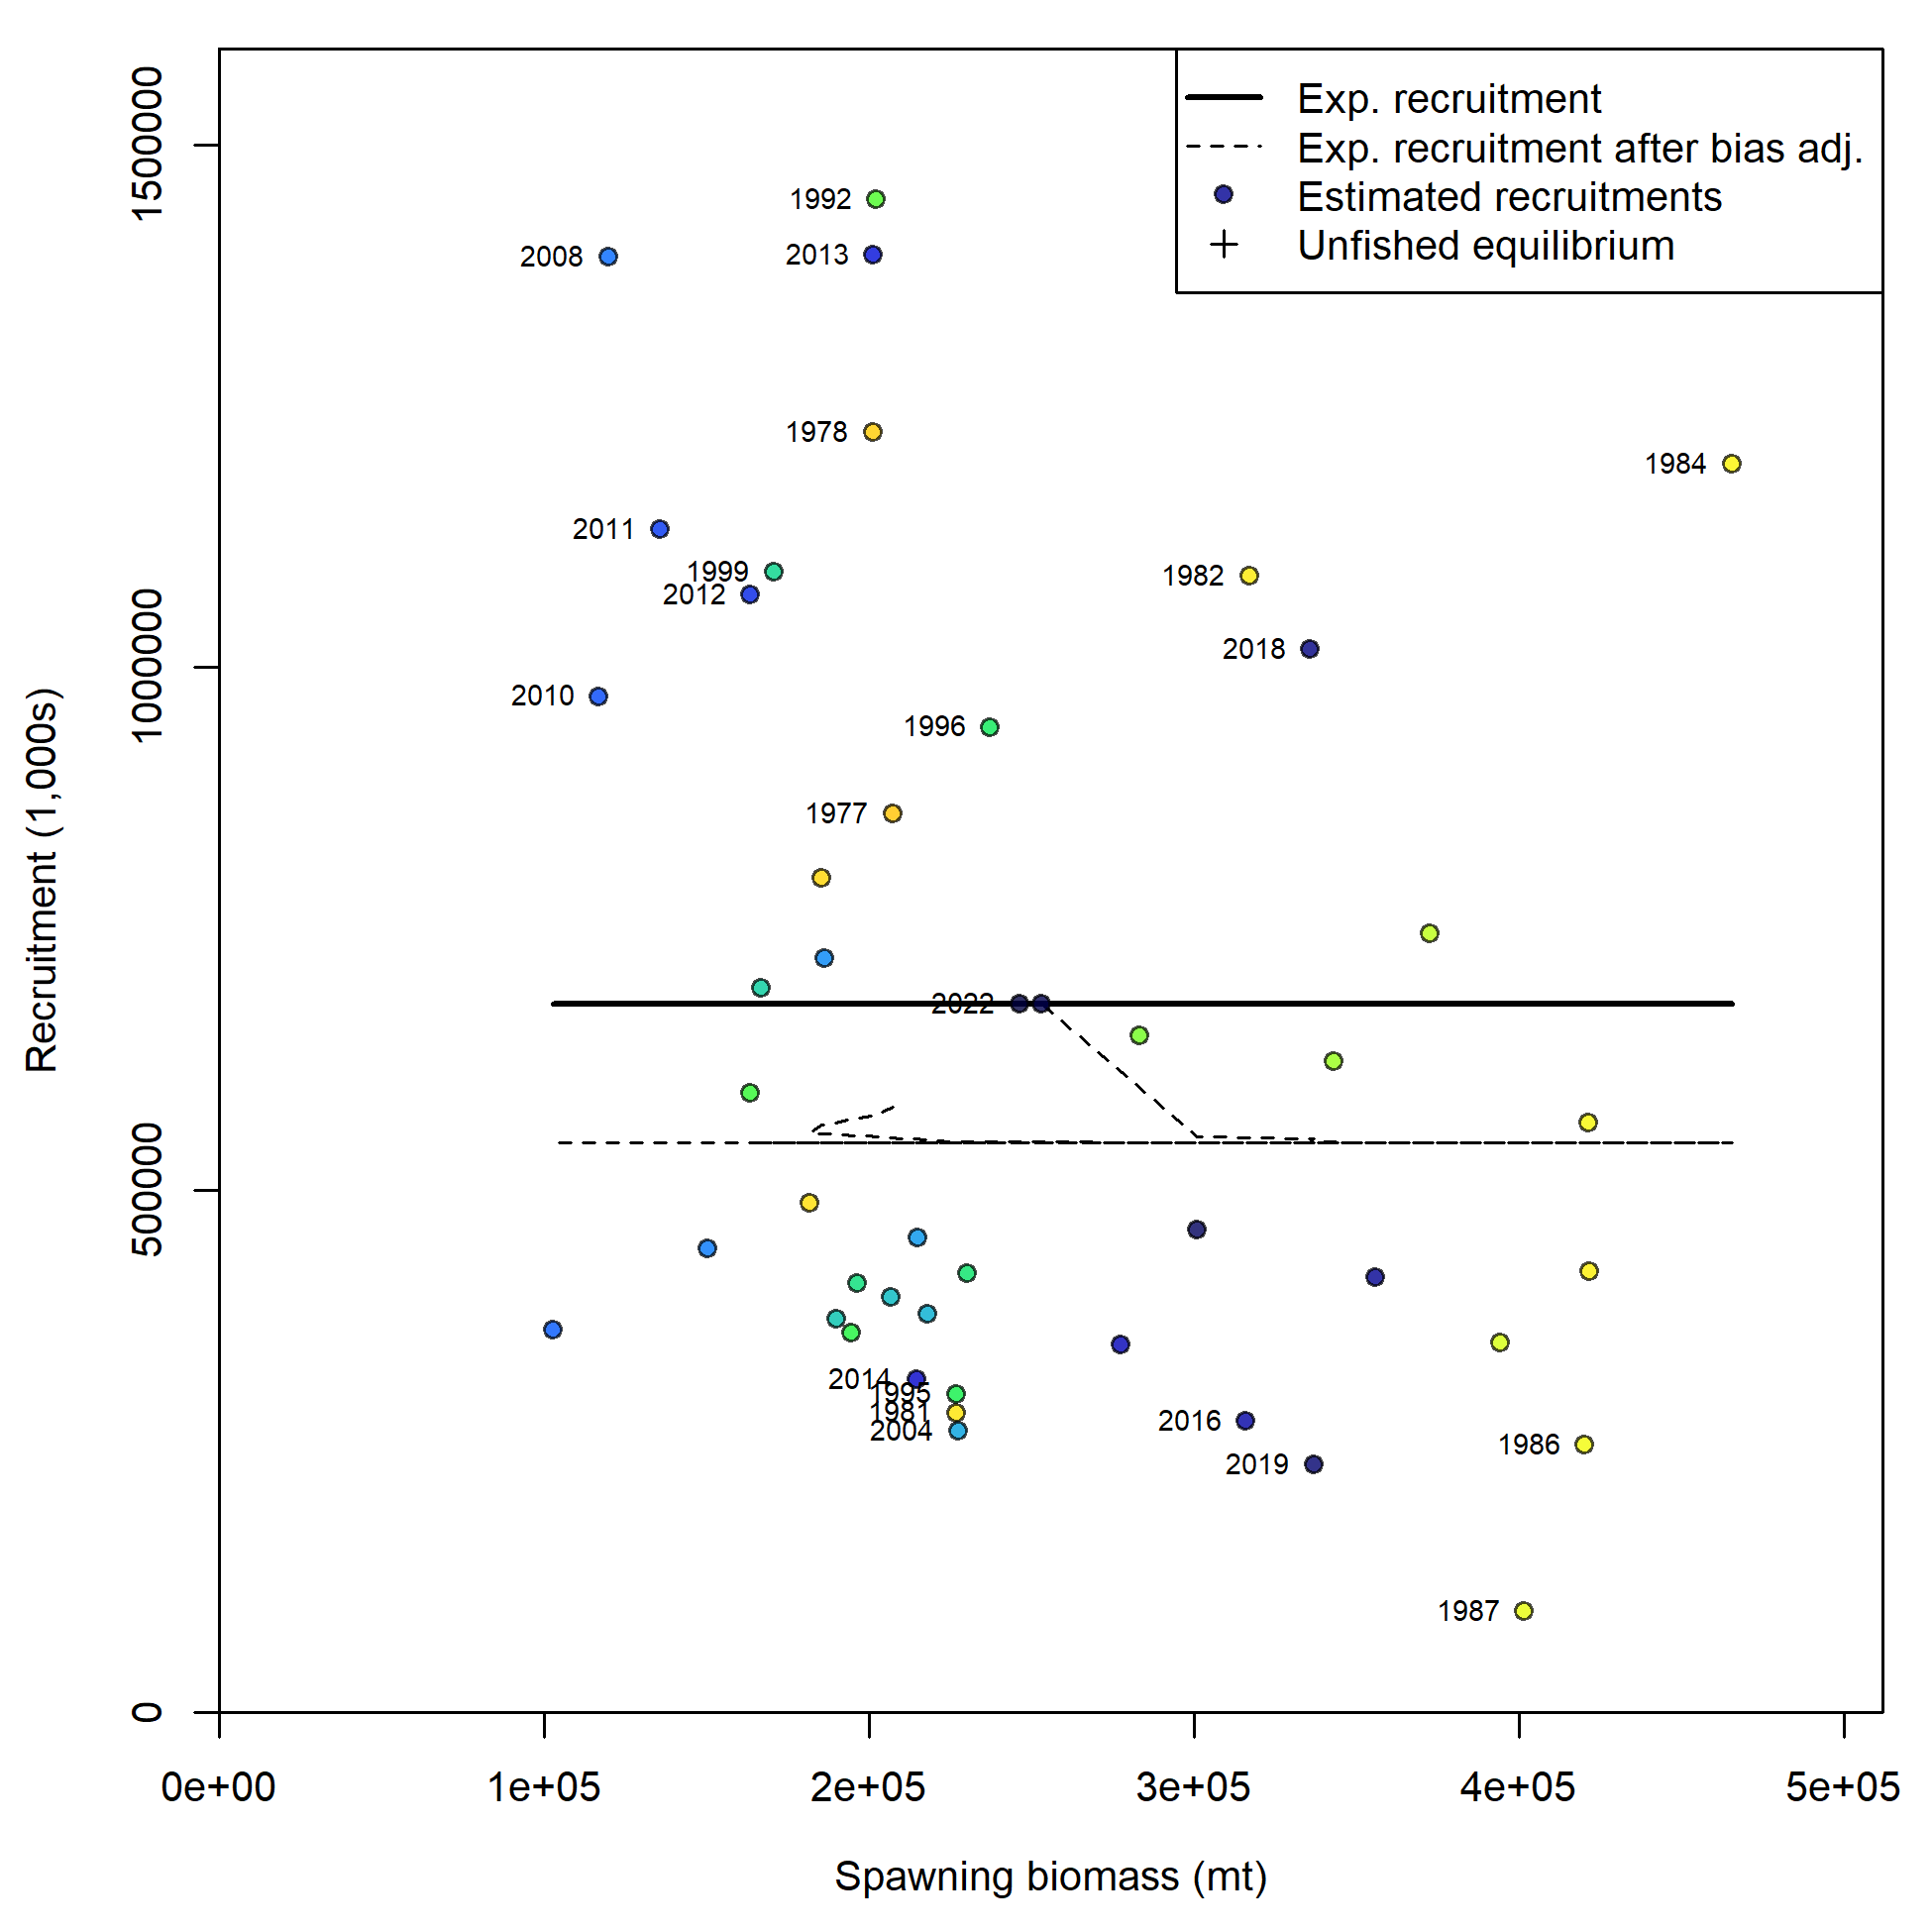 Exp. recruitment
Exp. recruitment after bias adj.
Estimated recruitments
Unfished equilibrium
1500000
1000000
500000
0
Recruitment (1,000s)
1992
2008
2013
1978
1984
2011
1999
1982
2012
2018
2010
1996
1977
2022
2014
1995
1981
2004
2016
1986
2019
1987
0e+00
1e+05
2e+05
3e+05
4e+05
5e+05
Spawning biomass (mt)